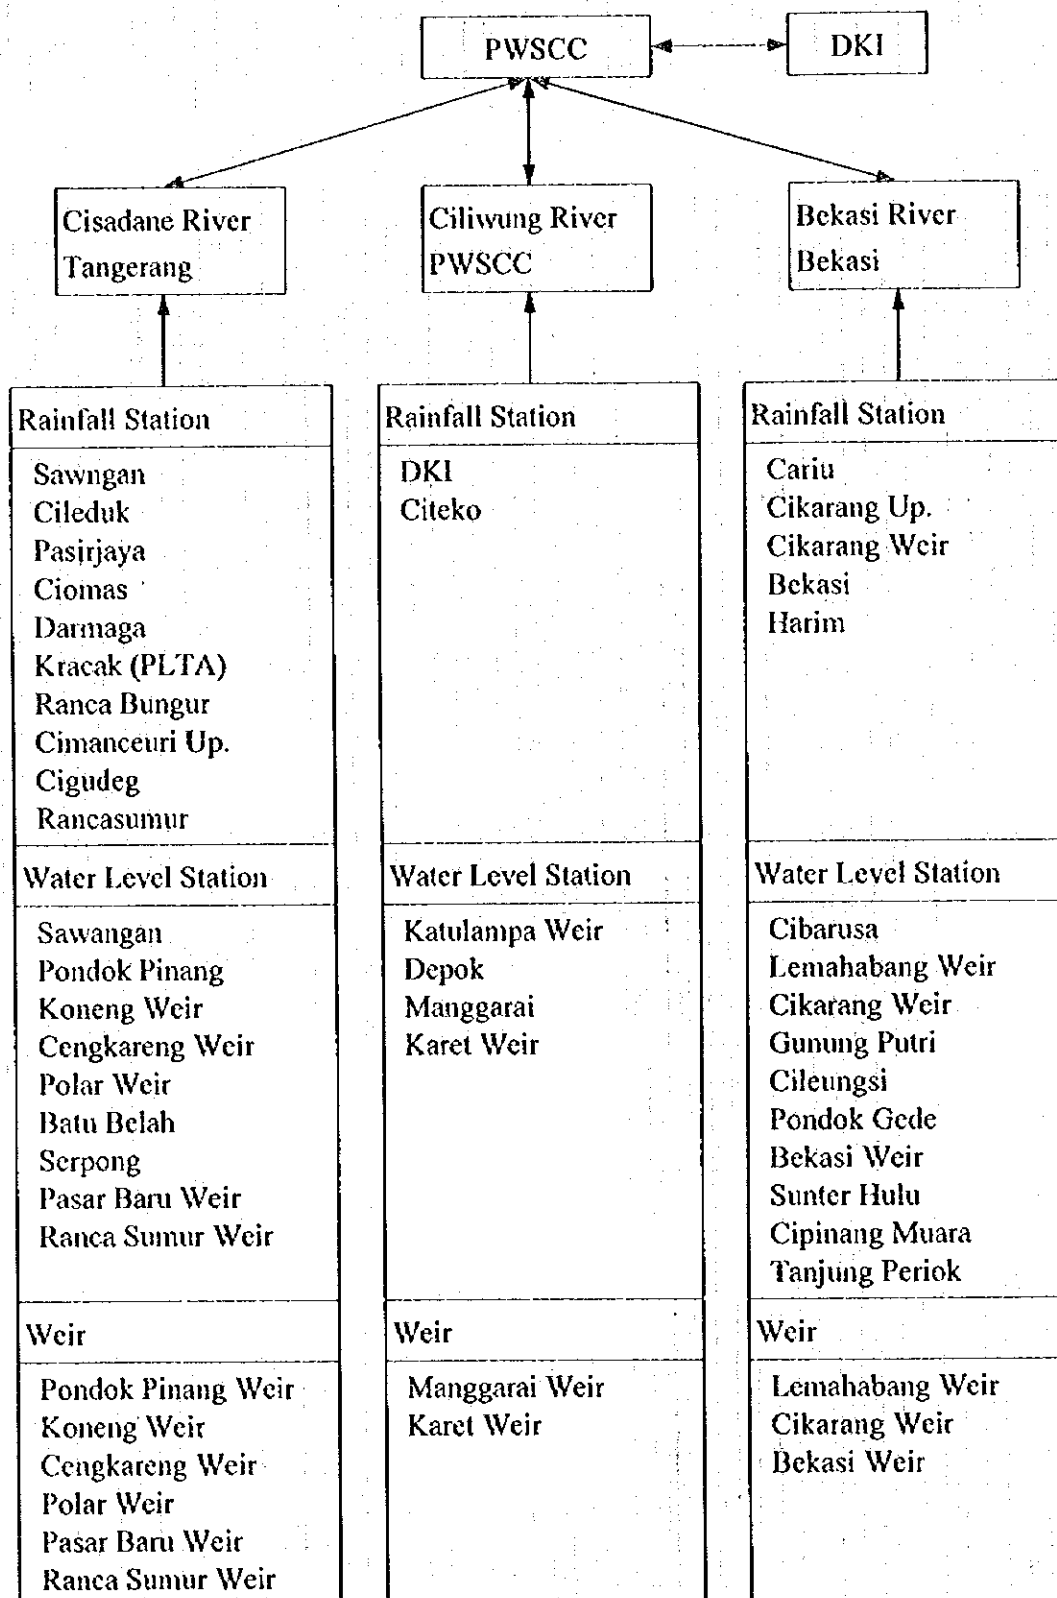 PWSCC
DKI
Cisadane River
Tangerang
Ciliwung River
PWSCC
Bekasi River
Bekasi
Rainfall Station
Sawngan
Cileduk
Pasirjaya
Ciomas
Darmaga
Kracak (PLTA)
Ranca Bungur
Cimanceuri Up.
Cigudeg
Rancasumur
Water Level Station
Sawangan
Pondok Pinang
Koneng Weir
Cengkareng Weir
Polar Weir
Batu Belah
Serpong
Pasar Baru Weir
Ranca Sumur Weir
Weir
Pondok Pinang Weir
Koneng Weir
Cengkareng Weir
Polar Weir
Pasar Baru Weir
Ranca Sumur Weir
Rainfall Station
DKI
Citeko
Water Level Station
Katulampa Weir
Depok
Manggarai
Karet Weir
Weir
Manggarai Weir
Karet Weir
Rainfall Station
Cariu
Cikarang Up.
Cikarang Weir
Bekasi
Harim
Water Level Station
Cibarusa
Lemahabang Weir
Cikarang Weir
Gunung Putri
Cileungsi
Pondok Gede
Bekasi Weir
Sunter Hulu
Cipinang Muara
Tanjung Periok
Weir
Lemahabang Weir
Cikarang Weir
Bekasi Weir